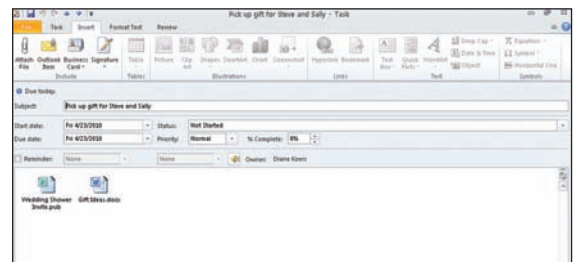 Pick up gift for Steve and Sally - Task
File Task Insert Format Text Review
Attach File Outlook Item Business Card Signature Table Picture Clip Art Shapes SmartArt Chart Screenshot Hyperlink Bookmark Text Box Quick Parts WordArt Drop Cap Date & Time Object Equation Symbol Horizontal Line
Include Tables Illustrations Links Text Symbols
Due today.
Subject: Pick up gift for Steve and Sally
Start date: Fri 4/23/2010 Status: Not Started
Due date: Fri 4/23/2010 Priority: Normal % Complete: 0%
Reminder: None None Owner: Diane Koers
Wedding Shower Invite.pub Gift Ideas.docx